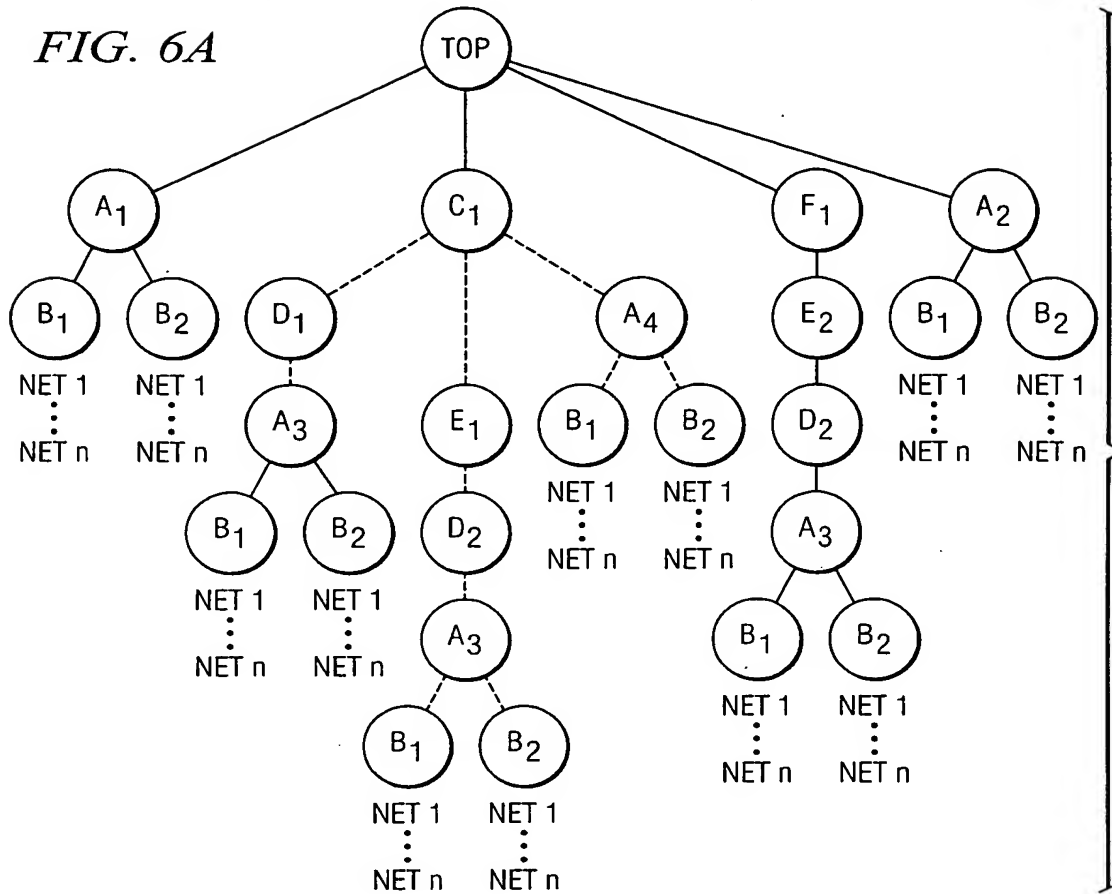 FIG. 6A
TOP
A1 C1 F1 A2
B1 B2 D1 A4 E2 B1 B2
NET 1 NET 1 NET 1 NET 1
A3 E1 B1 B2 D2
NET n NET n NET n NET n
NET 1 NET 1
B1 B2 D2 A3
NET n NET n
NET 1 NET 1
A3 B1 B2
NET n NET n
NET 1 NET 1
B1 B2
NET n NET n
NET 1 NET 1
NET n NET n